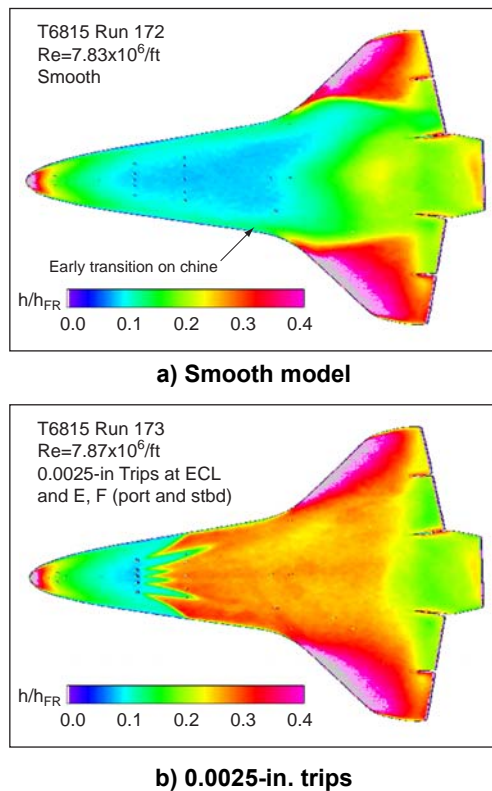 T6815 Run 172
Re=7.83x10⁶/ft
Smooth
Early transition on chine
h/hFR
0.0 0.1 0.2 0.3 0.4
a) Smooth model
T6815 Run 173
Re=7.87x10⁶/ft
0.0025-in Trips at ECL
and E, F (port and stbd)
h/hFR
0.0 0.1 0.2 0.3 0.4
b) 0.0025-in. trips